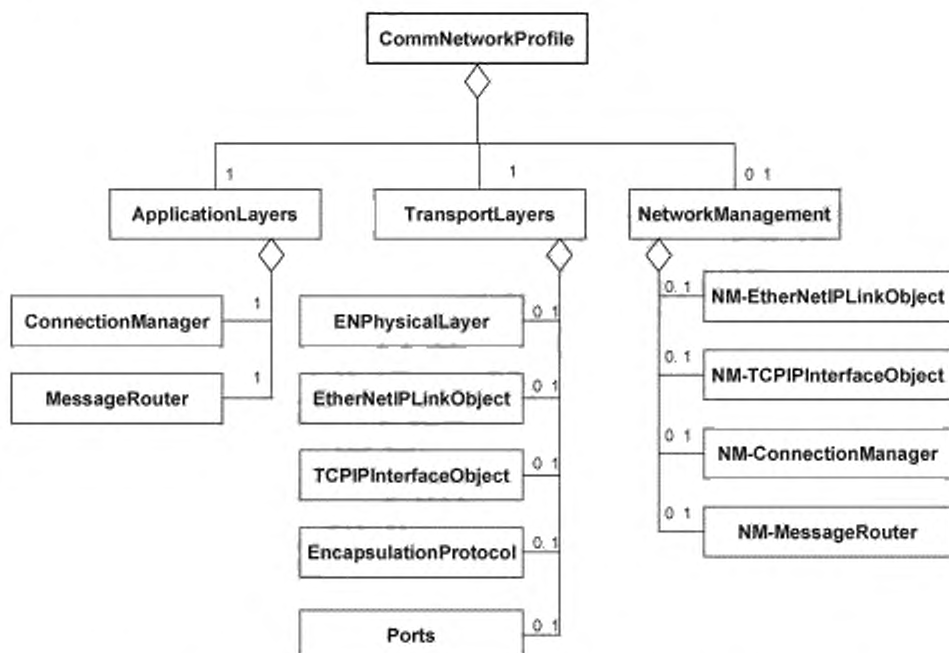 CommNetworkProfile
1
1
0 1
ApplicationLayers
TransportLayers
NetworkManagement
ConnectionManager
1
MessageRouter
1
ENPhysicalLayer
0 1
EtherNetIPLinkObject
0 1
TCPIPInterfaceObject
0 1
EncapsulationProtocol
0. 1
Ports
0 1
0. 1
NM-EtherNetIPLinkObject
0. 1
NM-TCPIPInterfaceObject
0 1
NM-ConnectionManager
0 1
NM-MessageRouter